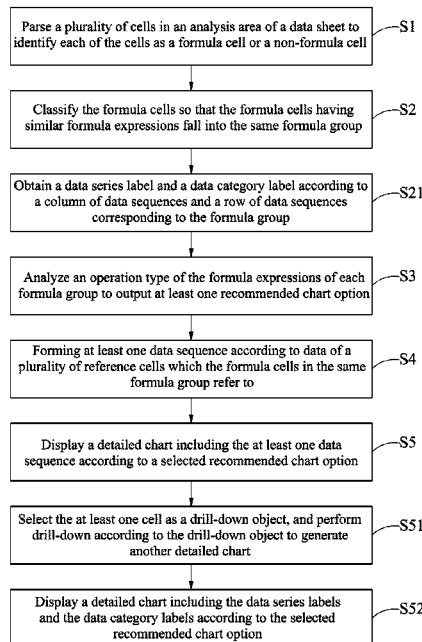 Parse a plurality of cells in an analysis area of a data sheet to
identify each of the cells as a formula cell or a non-formula cell
S1
Classify the formula cells so that the formula cells having
similar formula expressions fall into the same formula group
S2
Obtain a data series label and a data category label according to
a column of data sequences and a row of data sequences
corresponding to the formula group
S21
Analyze an operation type of the formula expressions of each
formula group to output at least one recommended chart option
S3
Forming at least one data sequence according to data of a
plurality of reference cells which the formula cells in the same
formula group refer to
S4
Display a detailed chart including the at least one data
sequence according to a selected recommended chart option
S5
Select the at least one cell as a drill-down object, and perform
drill-down according to the drill-down object to generate
another detailed chart
S51
Display a detailed chart including the data series labels
and the data category labels according to the selected
recommended chart option
S52